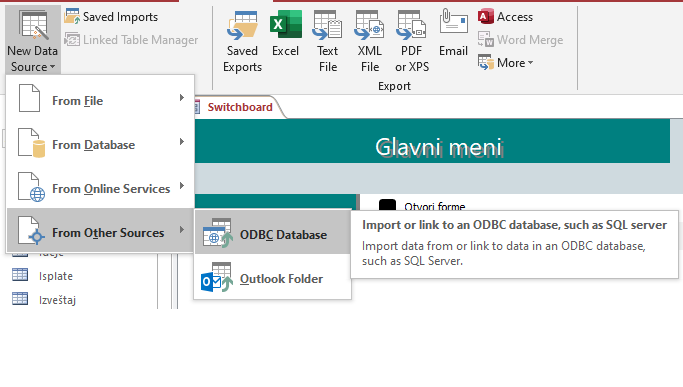 New Data
Source
Saved Imports
Linked Table Manager
Saved
Exports
Excel
Text
File
XML
File
PDF
or XPS
Email
Access
Word Merge
More
Export
From File
From Database
From Online Services
From Other Sources
ODBC Database
Outlook Folder
Switchboard
Glavni meni
Otvori forme
Import or link to an ODBC database, such as SQL server
Import data from or link to data in an ODBC database,
such as SQL Server.
Isplate
Izveštaj